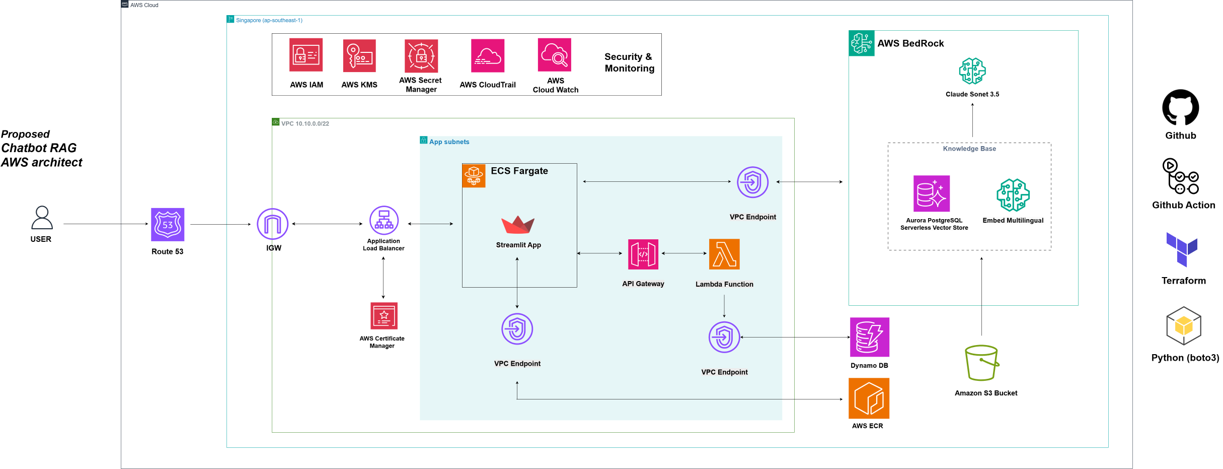 AWS Cloud
Singapore (ap-southeast-1)
AWS IAM
AWS KMS
AWS Secret
Manager
AWS CloudTrail
AWS
Cloud Watch
Security &
Monitoring
AWS BedRock
Claude Sonet 3.5
Knowledge Base
Aurora PostgreSQL
Serverless Vector Store
Embed Multilingual
VPC 10.10.0.0/22
App subnets
ECS Fargate
Streamlit App
VPC Endpoint
Proposed
Chatbot RAG
AWS architect
USER
53
Route 53
IGW
Application
Load Balancer
AWS Certificate
Manager
API Gateway
Lambda Function
VPC Endpoint
VPC Endpoint
Dynamo DB
AWS ECR
Amazon S3 Bucket
Github
Github Action
Terraform
Python (boto3)